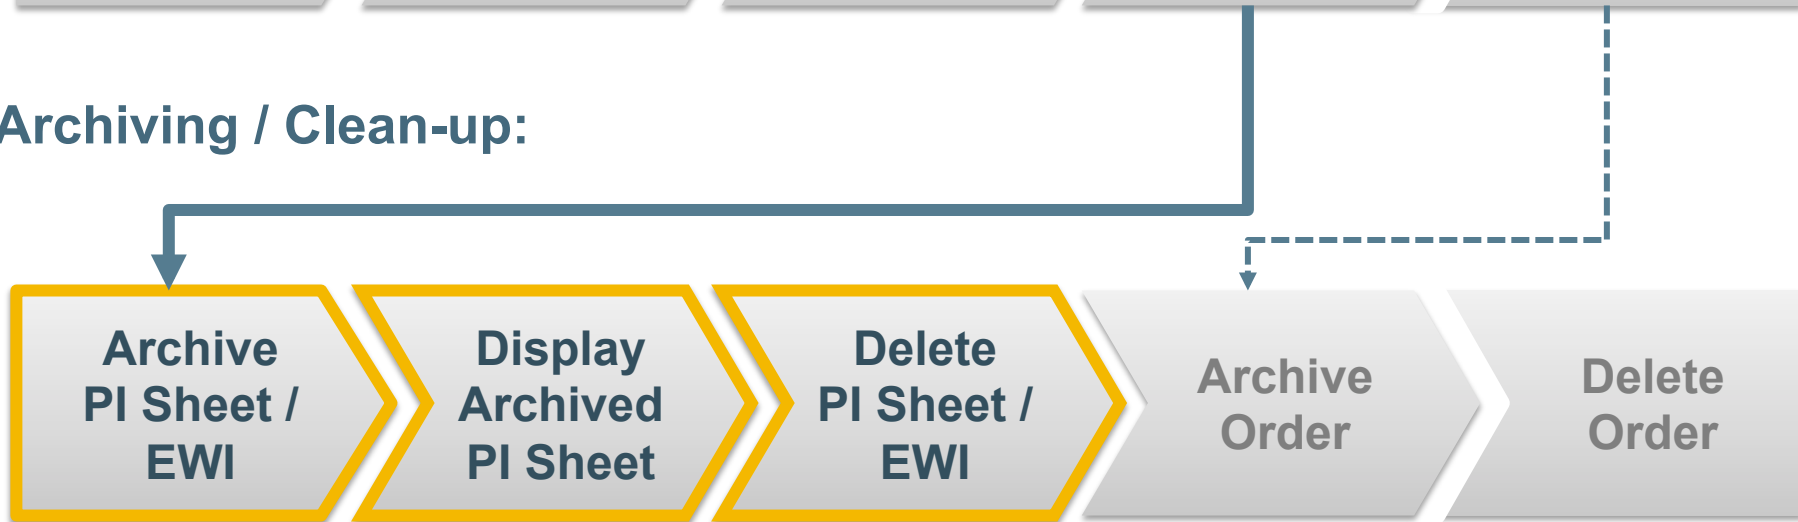 Archiving / Clean-up:
Archive
PI Sheet /
EWI
Display
Archived
PI Sheet
Delete
PI Sheet /
EWI
Archive
Order
Delete
Order